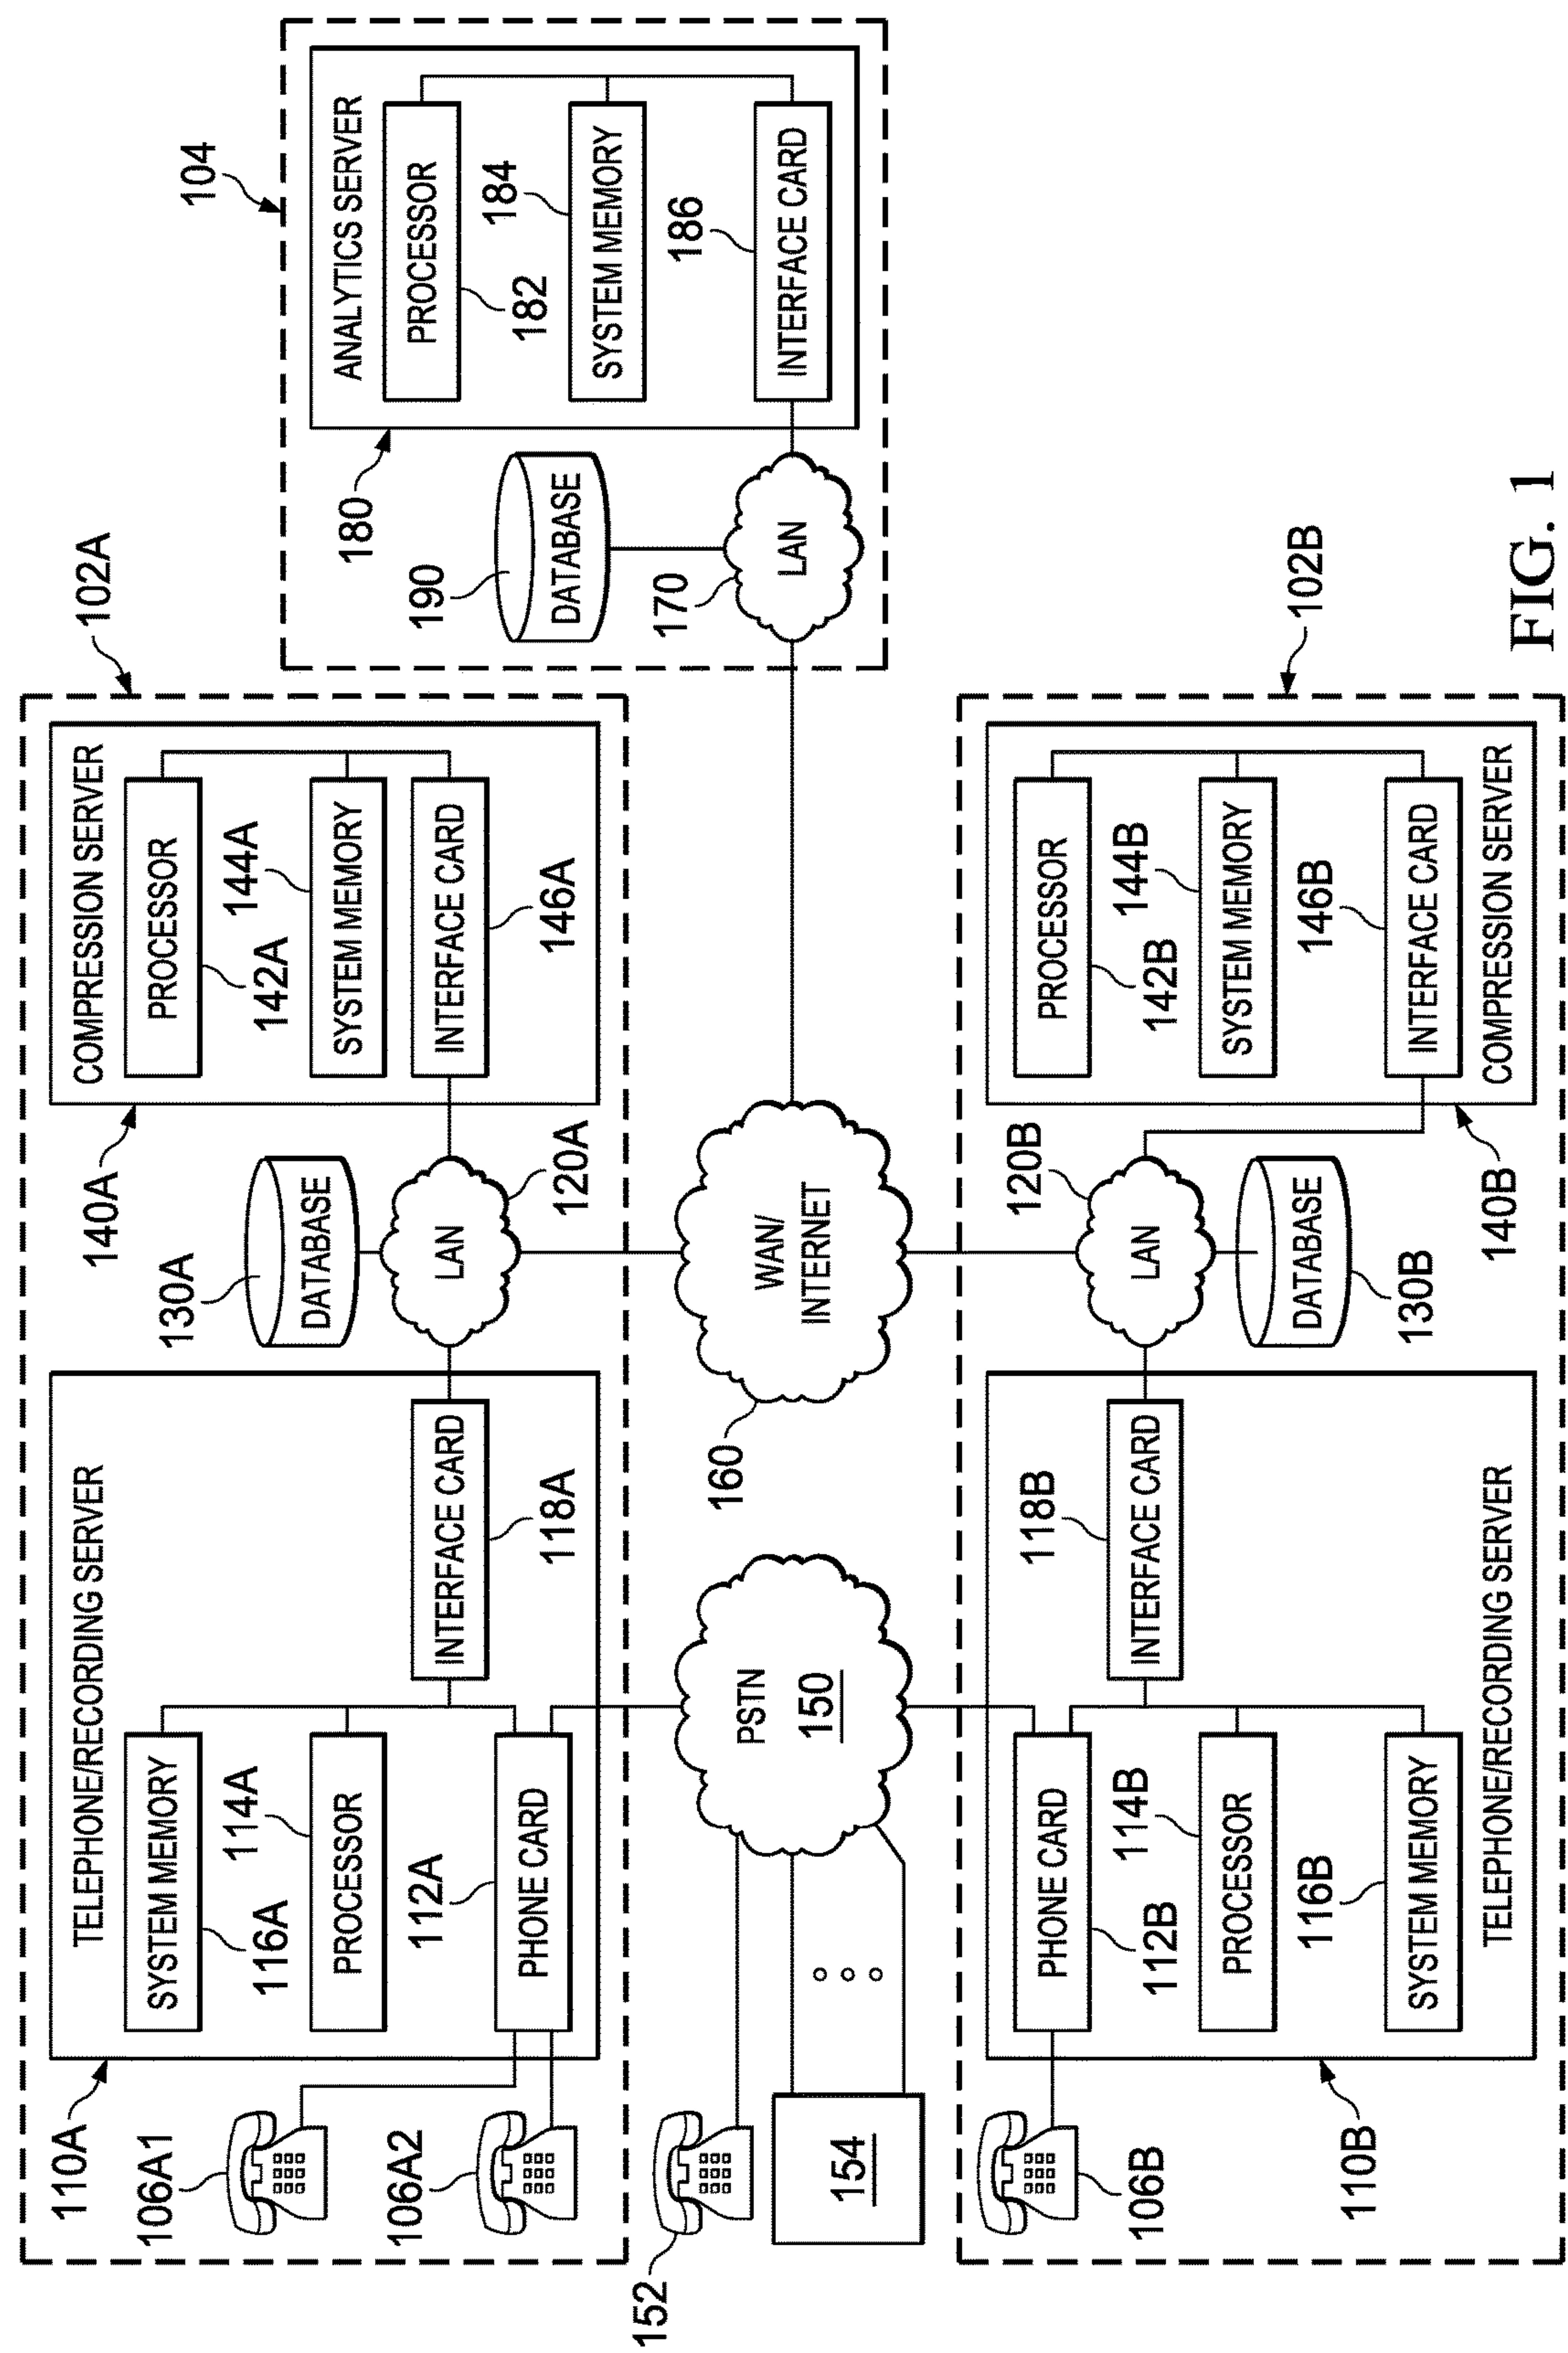 102A
110A
TELEPHONE/RECORDING SERVER
SYSTEM MEMORY
116A
114A
PROCESSOR
112A
PHONE CARD
INTERFACE CARD
118A
106A1
106A2
130A
DATABASE
LAN
120A
140A
COMPRESSION SERVER
PROCESSOR
142A
144A
SYSTEM MEMORY
INTERFACE CARD
146A
104
180
ANALYTICS SERVER
PROCESSOR
182
184
SYSTEM MEMORY
186
INTERFACE CARD
190
DATABASE
170
LAN
152
154
PSTN
150
160
WAN/
INTERNET
102B
106B
110B
PHONE CARD
112B
114B
PROCESSOR
116B
SYSTEM MEMORY
TELEPHONE/RECORDING SERVER
118B
INTERFACE CARD
120B
LAN
DATABASE
130B
140B
PROCESSOR
142B
144B
SYSTEM MEMORY
146B
INTERFACE CARD
COMPRESSION SERVER
FIG. 1